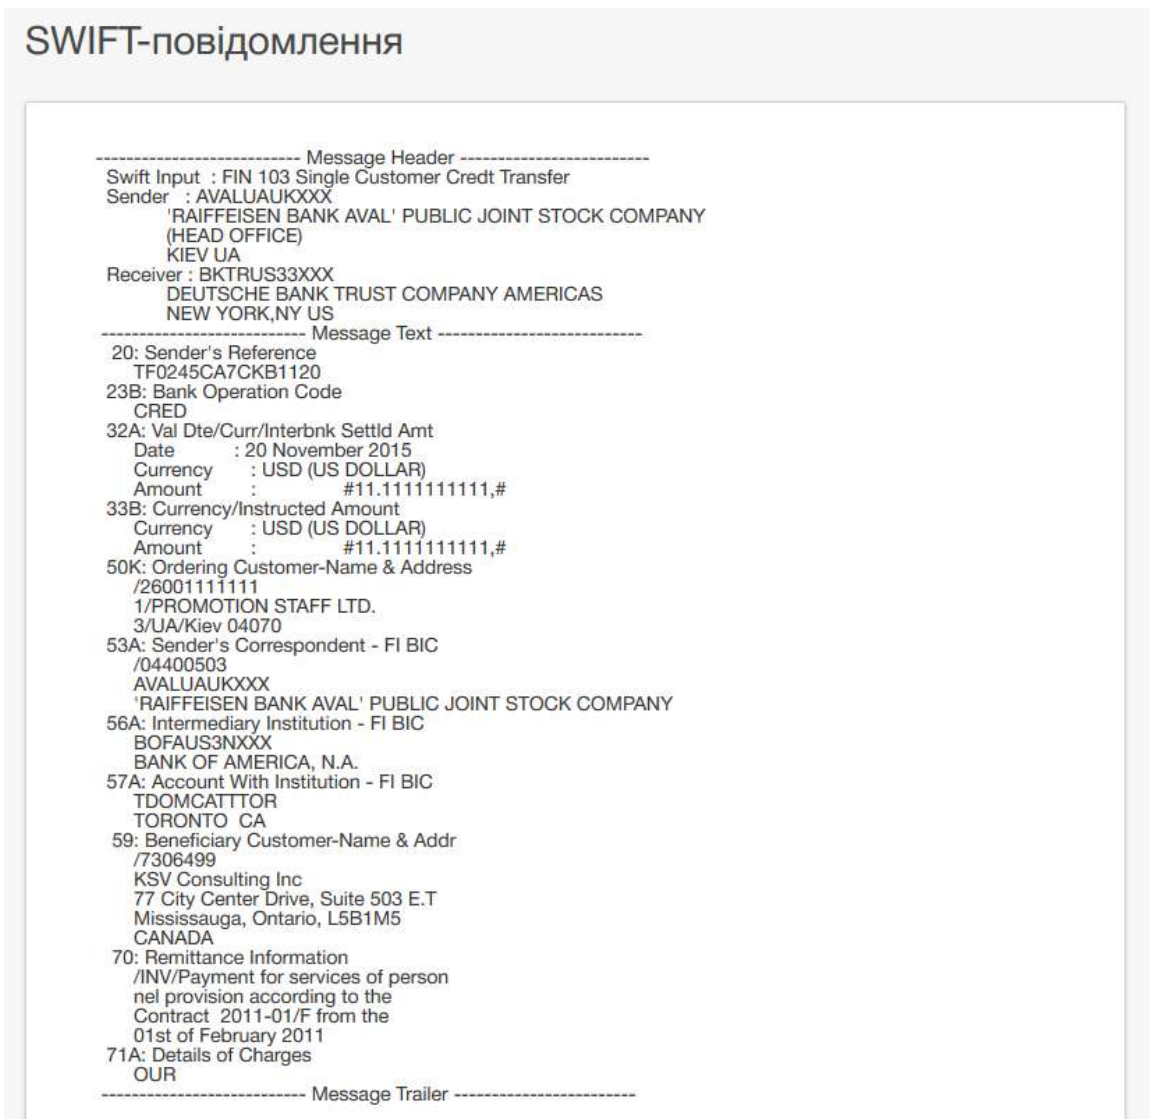 SWIFT-повідомлення
--------------------------- Message Header -------------------------
Swift Input : FIN 103 Single Customer Credt Transfer
Sender : AVALUAUKXXX
'RAIFFEISEN BANK AVAL' PUBLIC JOINT STOCK COMPANY
(HEAD OFFICE)
KIEV UA
Receiver : BKTRUS33XXX
DEUTSCHE BANK TRUST COMPANY AMERICAS
NEW YORK,NY US
--------------------------- Message Text ---------------------------
20: Sender's Reference
TF0245CA7CKB1120
23B: Bank Operation Code
CRED
32A: Val Dte/Curr/Interbnk Settld Amt
Date : 20 November 2015
Currency : USD (US DOLLAR)
Amount : #11.1111111111,#
33B: Currency/Instructed Amount
Currency : USD (US DOLLAR)
Amount : #11.1111111111,#
50K: Ordering Customer-Name & Address
/26001111111
1/PROMOTION STAFF LTD.
3/UA/Kiev 04070
53A: Sender's Correspondent - FI BIC
/04400503
AVALUAUKXXX
'RAIFFEISEN BANK AVAL' PUBLIC JOINT STOCK COMPANY
56A: Intermediary Institution - FI BIC
BOFAUS3NXXX
BANK OF AMERICA, N.A.
57A: Account With Institution - FI BIC
TDOMCATTTOR
TORONTO CA
59: Beneficiary Customer-Name & Addr
/7306499
KSV Consulting Inc
77 City Center Drive, Suite 503 E.T
Mississauga, Ontario, L5B1M5
CANADA
70: Remittance Information
/INV/Payment for services of person
nel provision according to the
Contract 2011-01/F from the
01st of February 2011
71A: Details of Charges
OUR
--------------------------- Message Trailer ------------------------